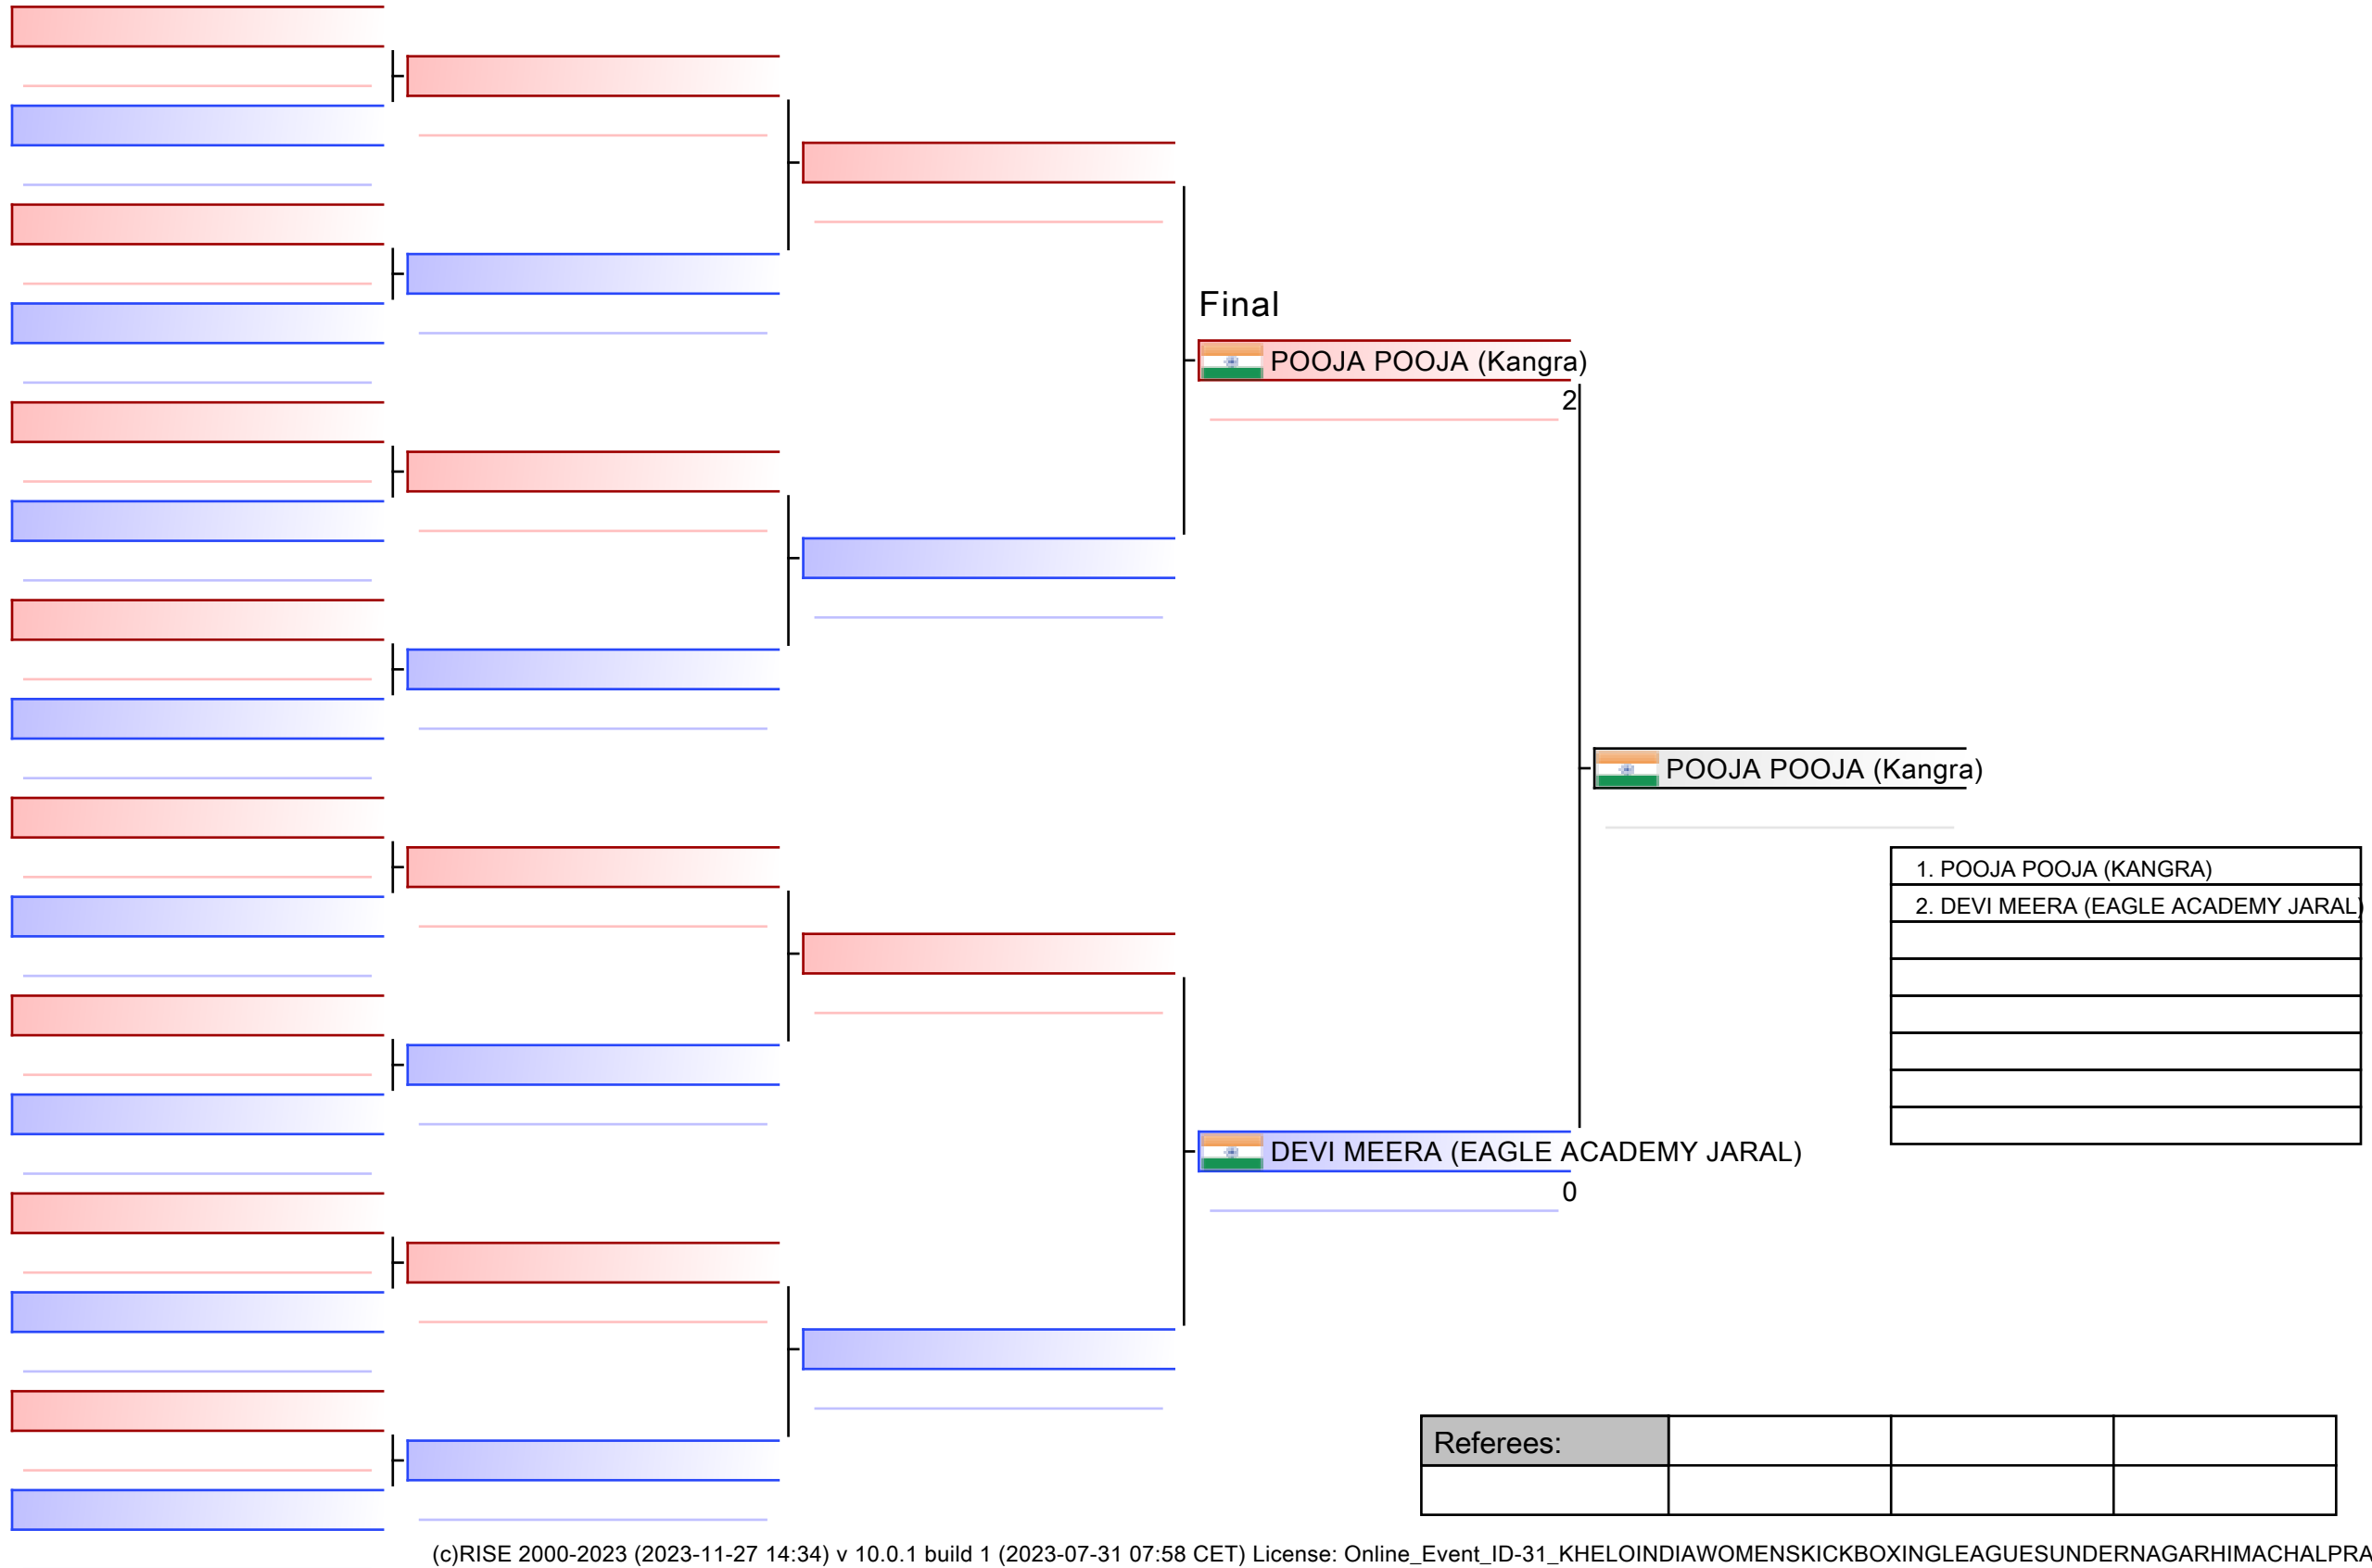 Final
POOJA POOJA (Kangra)
2
POOJA POOJA (Kangra)
1. POOJA POOJA (KANGRA)
2. DEVI MEERA (EAGLE ACADEMY JARAL)
DEVI MEERA (EAGLE ACADEMY JARAL)
0
Referees:
(c)RISE 2000-2023 (2023-11-27 14:34) v 10.0.1 build 1 (2023-07-31 07:58 CET) License: Online_Event_ID-31_KHELOINDIAWOMENSKICKBOXINGLEAGUESUNDERNAGARHIMACHALPRA